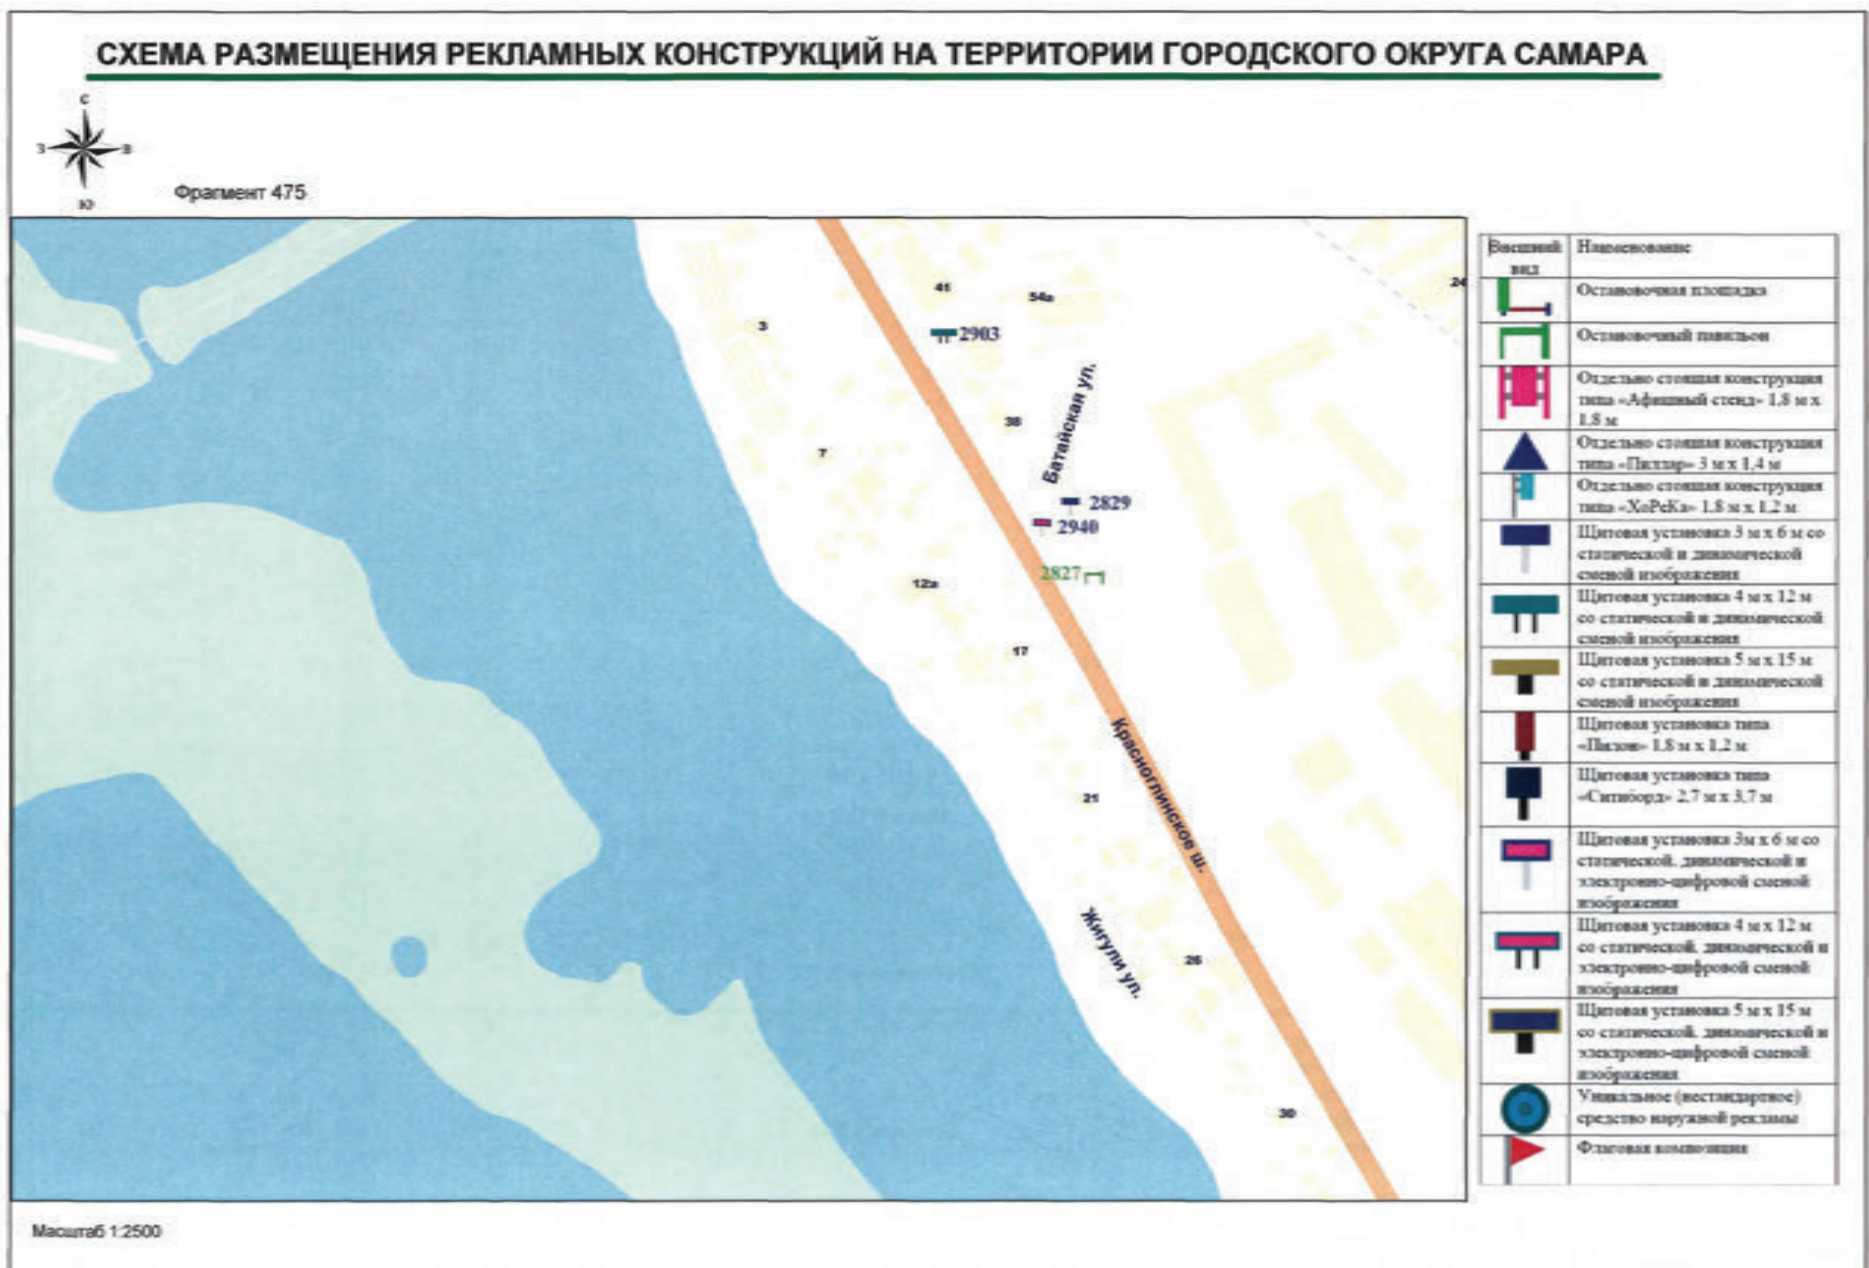 СХЕМА РАЗМЕЩЕНИЯ РЕКЛАМНЫХ КОНСТРУКЦИЙ НА ТЕРРИТОРИИ ГОРОДСКОГО ОКРУГА САМАРА
С
З
В
Ю
Фрагмент 475
41
54а
24
3
2903
38
Батайская ул.
7
2829
2940
2827
12а
17
Красноглинское ш.
21
Жигули ул.
26
30
Внешний вид
Наименование
Остановочная площадка
Остановочный павильон
Отдельно стоящая конструкция
типа «Афишный стенд» 1,8 м х
1,8 м
Отдельно стоящая конструкция
типа «Пиллар» 3 м х 1,4 м
Отдельно стоящая конструкция
типа «ХоРеКа» 1,8 м х 1,2 м
Щитовая установка 3 м х 6 м со
статической и динамической
сменой изображения
Щитовая установка 4 м х 12 м
со статической и динамической
сменой изображения
Щитовая установка 5 м х 15 м
со статической и динамической
сменой изображения
Щитовая установка типа
«Пилон» 1,8 м х 1,2 м
Щитовая установка типа
«Ситиборд» 2,7 м х 3,7 м
Щитовая установка 3м х 6 м со
статической, динамической и
электронно-цифровой сменой
изображения
Щитовая установка 4 м х 12 м
со статической, динамической и
электронно-цифровой сменой
изображения
Щитовая установка 5 м х 15 м
со статической, динамической и
электронно-цифровой сменой
изображения
Уникальное (нестандартное)
средство наружной рекламы
Флаговая композиция
Масштаб 1:2500